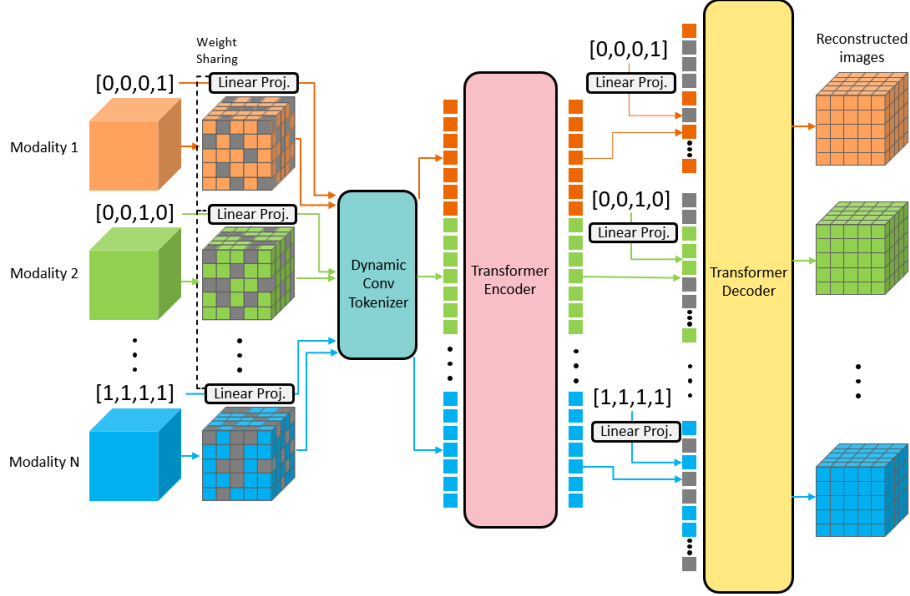 Weight
Sharing
[0,0,0,1]
Linear Proj.
Modality 1
[0,0,1,0]
Linear Proj.
Modality 2
[1,1,1,1]
Linear Proj.
Modality N
Dynamic
Conv
Tokenizer
Transformer
Encoder
[0,0,0,1]
Linear Proj.
[0,0,1,0]
Linear Proj.
[1,1,1,1]
Linear Proj.
Transformer
Decoder
Reconstructed
images